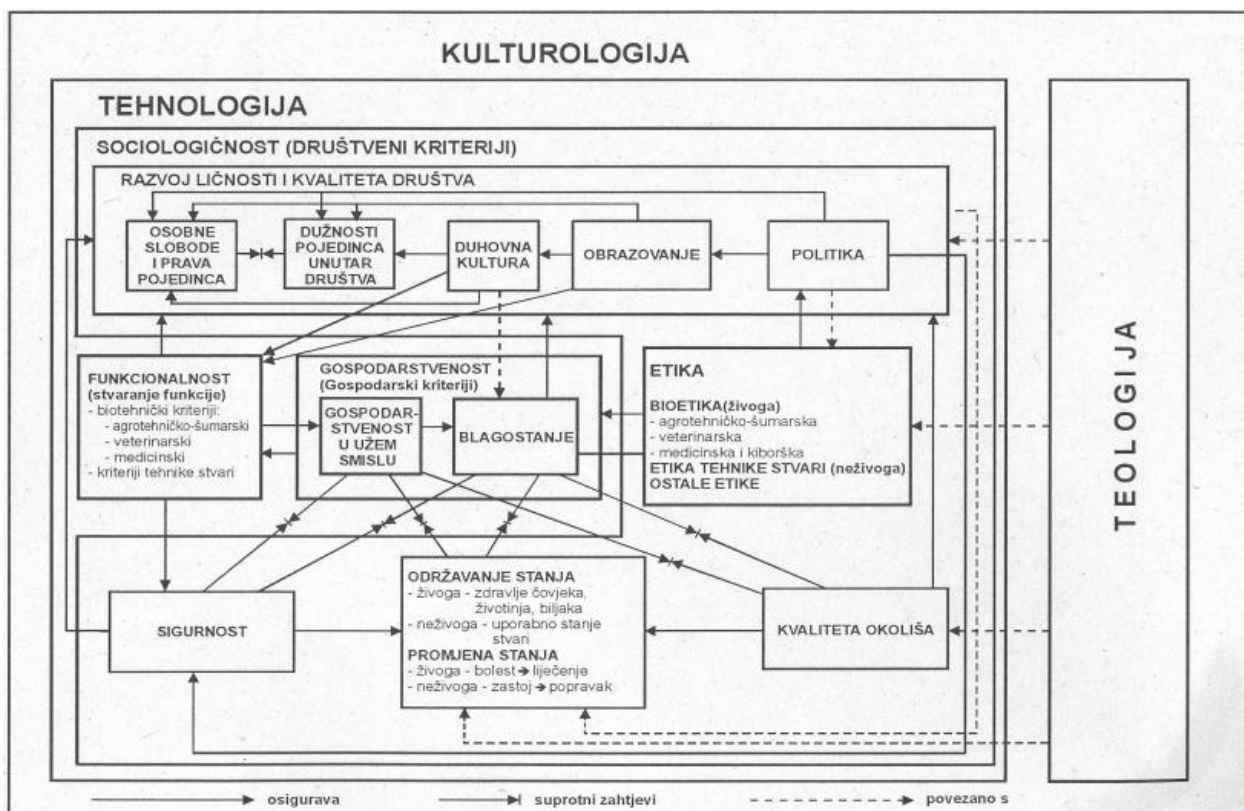 KULTUROLOGIJA
TEHNOLOGIJA
SOCIOLOGIČNOST (DRUŠTVENI KRITERIJI)
RAZVOJ LIČNOSTI I KVALITETA DRUŠTVA
OSOBNE
SLOBODE
I PRAVA
POJEDINCA
DUŽNOSTI
POJEDINCA
UNUTAR
DRUŠTVA
DUHOVNA
KULTURA
OBRAZOVANJE
POLITIKA
FUNKCIONALNOST
(stvaranje funkcije)
- biotehnički kriteriji:
- agrotehničko-šumarski
- veterinarski
- medicinski
- kriteriji tehnike stvari
GOSPODARSTVENOST
(Gospodarski kriteriji)
GOSPODAR-
STVENOST
U UŽEM
SMISLU
BLAGOSTANJE
ETIKA
BIOETIKA(živoga)
- agrotehničko-šumarska
- veterinarska
- medicinska i kiborška
ETIKA TEHNIKE STVARI (neživoga)
OSTALE ETIKE
SIGURNOST
ODRŽAVANJE STANJA
- živoga - zdravlje čovjeka,
životinja, biljaka
- neživoga - uporabno stanje
stvari
PROMJENA STANJA
- živoga - bolest ➔ liječenje
- neživoga - zastoj ➔ popravak
KVALITETA OKOLIŠA
TEOLOGIJA
osigurava
suprotni zahtjevi
povezano s